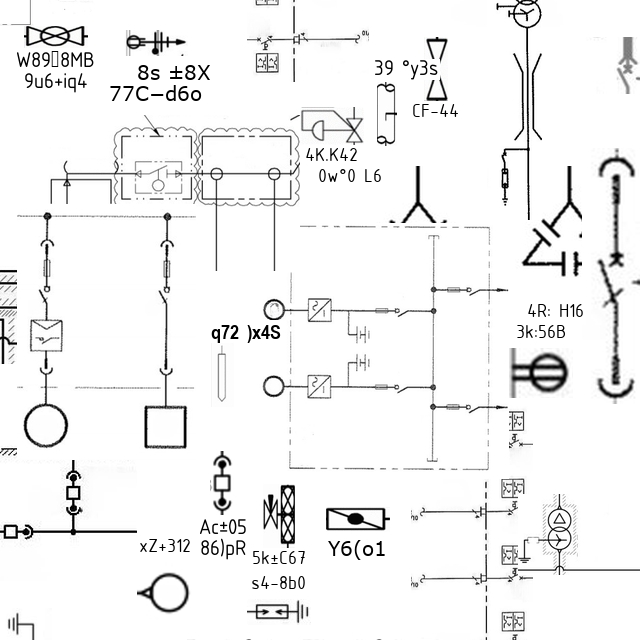 W89▯8MB
9u6+iq4
8s ±8X
77C−d6o
39 °y3s
CF-44
4K.K42
0w°0 L6
4R: H16
3k:56B
q72 )x4S
Ac±05
86)pR
xZ+312
5k±C67
s4-8b0
Y6(o1